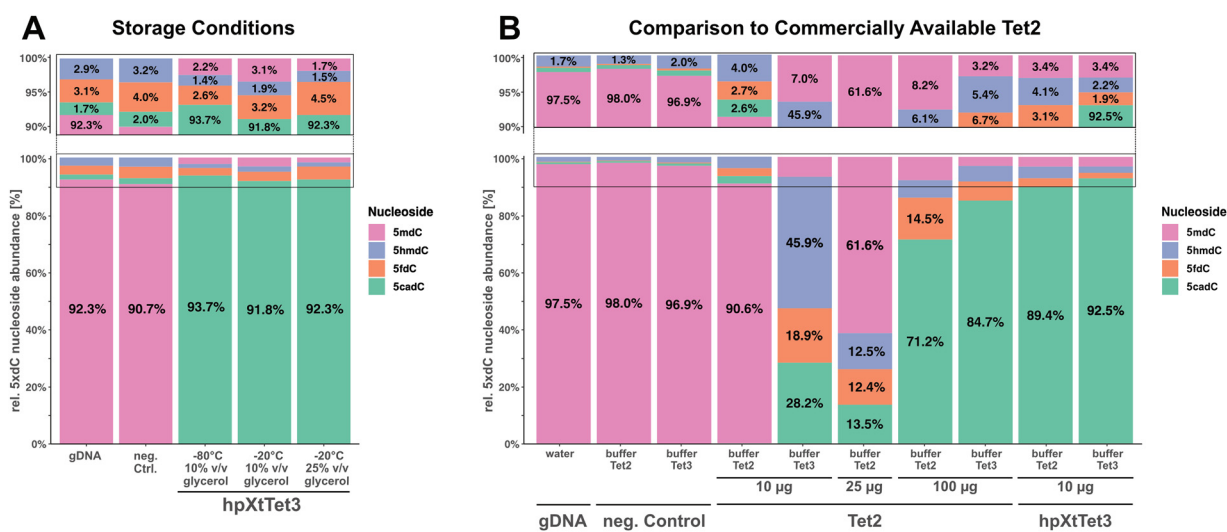 A
Storage Conditions
rel. 5xdC nucleoside abundance [%]
100%
95%
90%
2.9%
3.1%
1.7%
92.3%
3.2%
4.0%
2.0%
2.2%
1.4%
2.6%
93.7%
3.1%
1.9%
3.2%
91.8%
1.7%
1.5%
4.5%
92.3%
100%
80%
60%
40%
20%
0%
92.3%
90.7%
93.7%
91.8%
92.3%
gDNA
neg.
Ctrl.
-80°C
10% v/v
glycerol
-20°C
10% v/v
glycerol
-20°C
25% v/v
glycerol
hpXtTet3
Nucleoside
5mdC
5hmdC
5fdC
5cadC
B
Comparison to Commercially Available Tet2
rel. 5xdC nucleoside abundance [%]
100%
95%
90%
1.7%
97.5%
1.3%
98.0%
2.0%
96.9%
4.0%
2.7%
2.6%
7.0%
45.9%
61.6%
8.2%
6.1%
3.2%
5.4%
6.7%
3.4%
4.1%
3.1%
3.4%
2.2%
1.9%
92.5%
100%
80%
60%
40%
20%
0%
97.5%
98.0%
96.9%
90.6%
45.9%
18.9%
28.2%
61.6%
12.5%
12.4%
13.5%
14.5%
71.2%
84.7%
89.4%
92.5%
water
buffer
Tet2
buffer
Tet3
buffer
Tet2
buffer
Tet3
buffer
Tet2
buffer
Tet2
buffer
Tet3
buffer
Tet2
buffer
Tet3
10 µg
25 µg
100 µg
10 µg
gDNA
neg. Control
Tet2
hpXtTet3
Nucleoside
5mdC
5hmdC
5fdC
5cadC